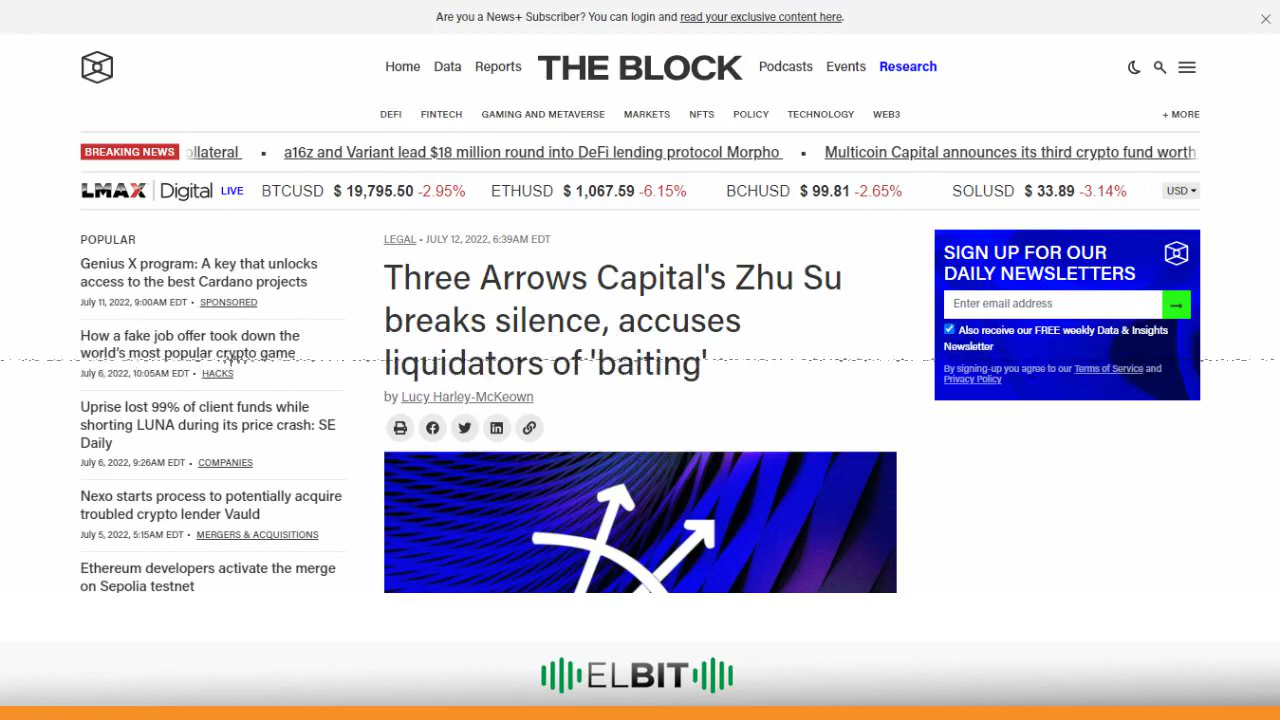 Are you a News+ Subscriber? You can login and read your exclusive content here.
Home Data Reports THE BLOCK Podcasts Events Research
DEFI FINTECH GAMING AND METAVERSE MARKETS NFTS POLICY TECHNOLOGY WEB3 + MORE
BREAKING NEWS ollateral ▪ a16z and Variant lead $18 million round into DeFi lending protocol Morpho ▪ Multicoin Capital announces its third crypto fund worth
LMAX Digital LIVE BTCUSD $ 19,795.50 -2.95% ETHUSD $ 1,067.59 -6.15% BCHUSD $ 99.81 -2.65% SOLUSD $ 33.89 -3.14% USD
POPULAR
Genius X program: A key that unlocks
access to the best Cardano projects
July 11, 2022, 9:00AM EDT • SPONSORED
How a fake job offer took down the
world's most popular crypto game
July 6, 2022, 10:05AM EDT • HACKS
Uprise lost 99% of client funds while
shorting LUNA during its price crash: SE
Daily
July 6, 2022, 9:26AM EDT • COMPANIES
Nexo starts process to potentially acquire
troubled crypto lender Vauld
July 5, 2022, 5:15AM EDT • MERGERS & ACQUISITIONS
Ethereum developers activate the merge
on Sepolia testnet
LEGAL • JULY 12, 2022, 6:39AM EDT
Three Arrows Capital's Zhu Su
breaks silence, accuses
liquidators of 'baiting'
by Lucy Harley-McKeown
SIGN UP FOR OUR
DAILY NEWSLETTERS
Enter email address →
Also receive our FREE weekly Data & Insights
Newsletter
By signing-up you agree to our Terms of Service and
Privacy Policy
ELBIT